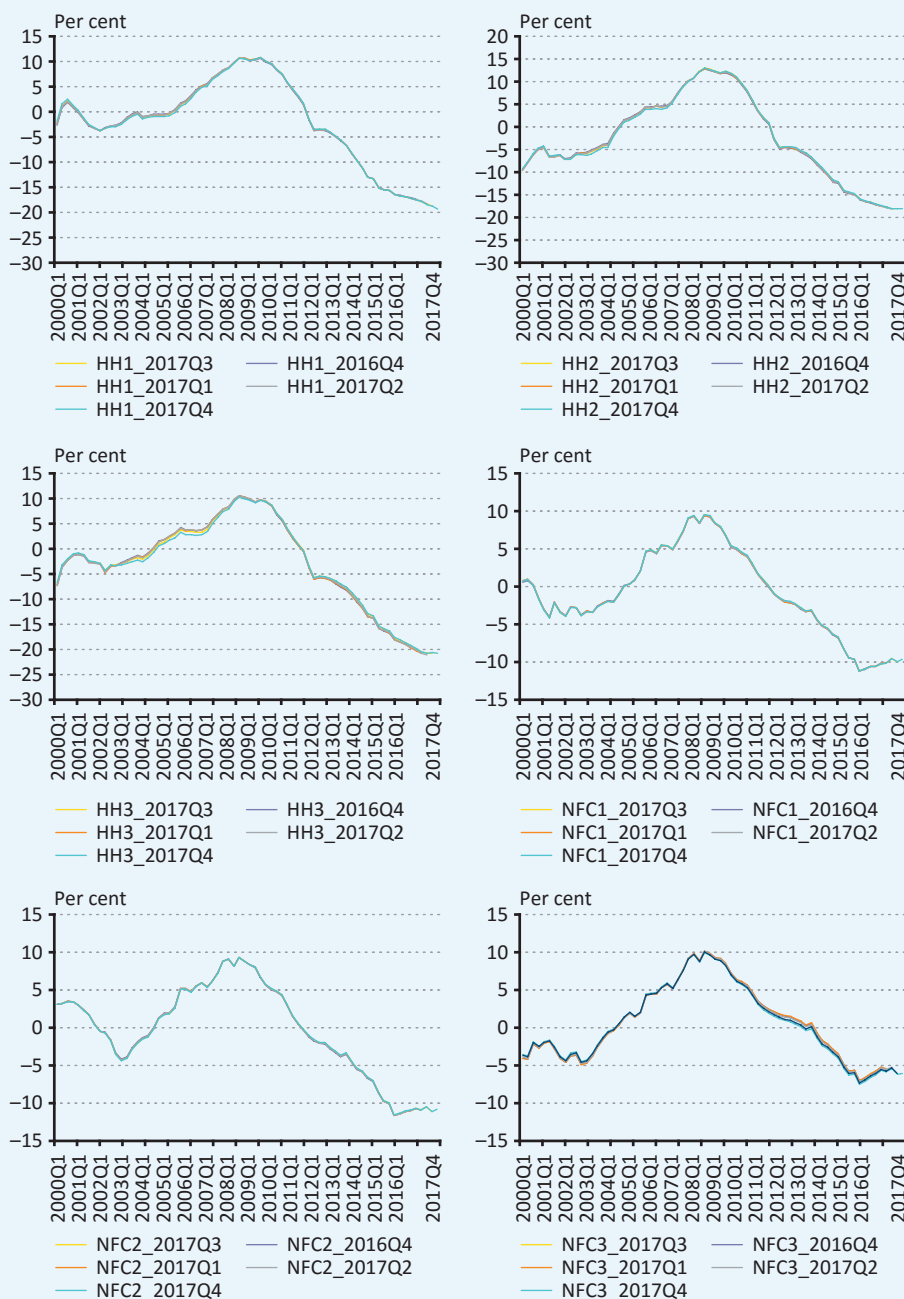 Per cent
15
10
5
0
−5
−10
−15
−20
−25
−30
2000Q1
2001Q1
2002Q1
2003Q1
2004Q1
2005Q1
2006Q1
2007Q1
2008Q1
2009Q1
2010Q1
2011Q1
2012Q1
2013Q1
2014Q1
2015Q1
2016Q1
2017Q4
HH1_2017Q3 HH1_2016Q4
HH1_2017Q1 HH1_2017Q2
HH1_2017Q4
Per cent
20
15
10
5
0
−5
−10
−15
−20
−25
−30
2000Q1
2001Q1
2002Q1
2003Q1
2004Q1
2005Q1
2006Q1
2007Q1
2008Q1
2009Q1
2010Q1
2011Q1
2012Q1
2013Q1
2014Q1
2015Q1
2016Q1
2017Q4
HH2_2017Q3 HH2_2016Q4
HH2_2017Q1 HH2_2017Q2
HH2_2017Q4
Per cent
15
10
5
0
−5
−10
−15
−20
−25
−30
2000Q1
2001Q1
2002Q1
2003Q1
2004Q1
2005Q1
2006Q1
2007Q1
2008Q1
2009Q1
2010Q1
2011Q1
2012Q1
2013Q1
2014Q1
2015Q1
2016Q1
2017Q4
HH3_2017Q3 HH3_2016Q4
HH3_2017Q1 HH3_2017Q2
HH3_2017Q4
Per cent
15
10
5
0
−5
−10
−15
2000Q1
2001Q1
2002Q1
2003Q1
2004Q1
2005Q1
2006Q1
2007Q1
2008Q1
2009Q1
2010Q1
2011Q1
2012Q1
2013Q1
2014Q1
2015Q1
2016Q1
2017Q4
NFC1_2017Q3 NFC1_2016Q4
NFC1_2017Q1 NFC1_2017Q2
NFC1_2017Q4
Per cent
15
10
5
0
−5
−10
−15
2000Q1
2001Q1
2002Q1
2003Q1
2004Q1
2005Q1
2006Q1
2007Q1
2008Q1
2009Q1
2010Q1
2011Q1
2012Q1
2013Q1
2014Q1
2015Q1
2016Q1
2017Q4
NFC2_2017Q3 NFC2_2016Q4
NFC2_2017Q1 NFC2_2017Q2
NFC2_2017Q4
Per cent
15
10
5
0
−5
−10
−15
2000Q1
2001Q1
2002Q1
2003Q1
2004Q1
2005Q1
2006Q1
2007Q1
2008Q1
2009Q1
2010Q1
2011Q1
2012Q1
2013Q1
2014Q1
2015Q1
2016Q1
2017Q4
NFC3_2017Q3 NFC3_2016Q4
NFC3_2017Q1 NFC3_2017Q2
NFC3_2017Q4